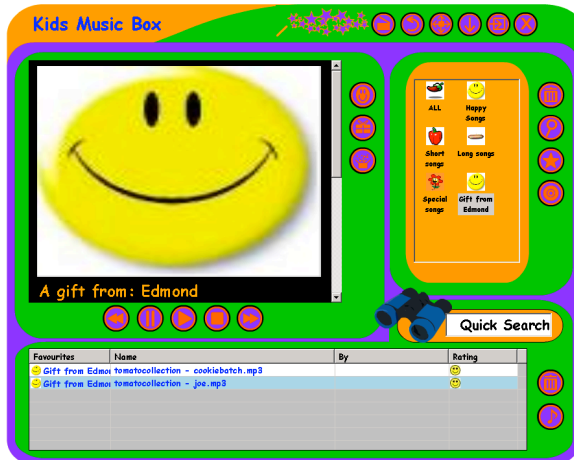 Kids Music Box
ALL
Happy
Songs
Short
songs
Long songs
Special
songs
Gift from
Edmond
A gift from: Edmond
Quick Search
Favourites Name By Rating
Gift from Edmo tomatocollection - cookiebatch.mp3
Gift from Edmo tomatocollection - joe.mp3